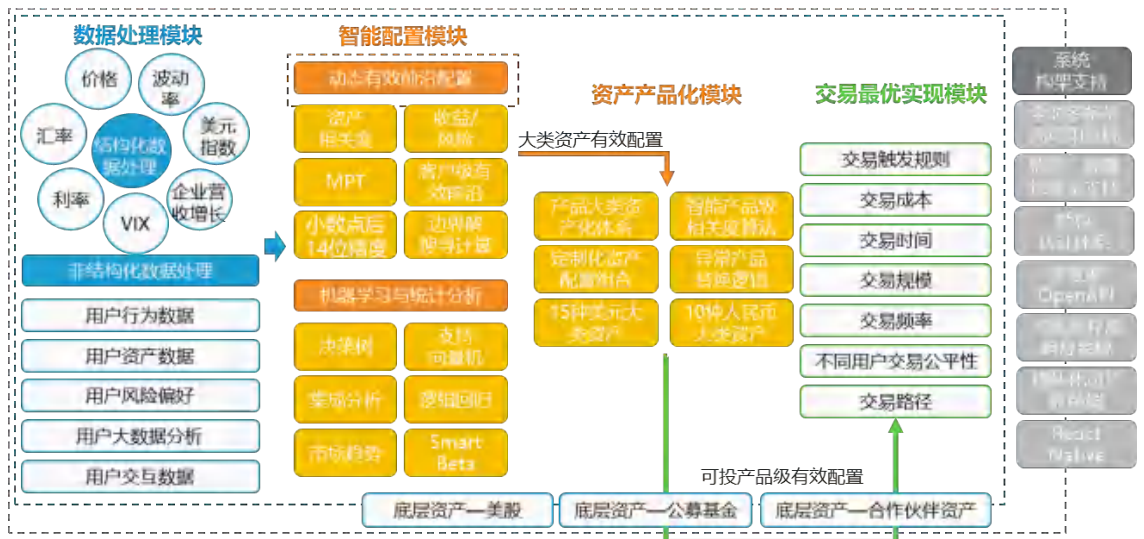 数据处理模块
价格
波动
率
汇率
美元
指数
结构化数
据处理
利率
企业营
收增长
VIX
非结构化数据处理
用户行为数据
用户资产数据
用户风险偏好
用户大数据分析
用户交互数据
智能配置模块
动态有效前沿配置
资产
相关度
收益/
风险
MPT
客户级有
效前沿
小数点后
14位精度
边界解
搜寻计算
机器学习与统计分析
决策树
支持
向量机
集成分析
逻辑回归
市场趋势
Smart
Beta
大类资产有效配置
资产产品化模块
产品大类资
产化体系
智能产品级
相关度算法
定制化资产
配置组合
异常产品
替换逻辑
15种美元大
类资产
10种人民币
大类资产
交易最优实现模块
交易触发规则
交易成本
交易时间
交易规模
交易频率
不同用户交易公平性
交易路径
可投产品级有效配置
底层资产—美股
底层资产—公募基金
底层资产—合作伙伴资产
系统
构架支持
OpenAPI
React
Native